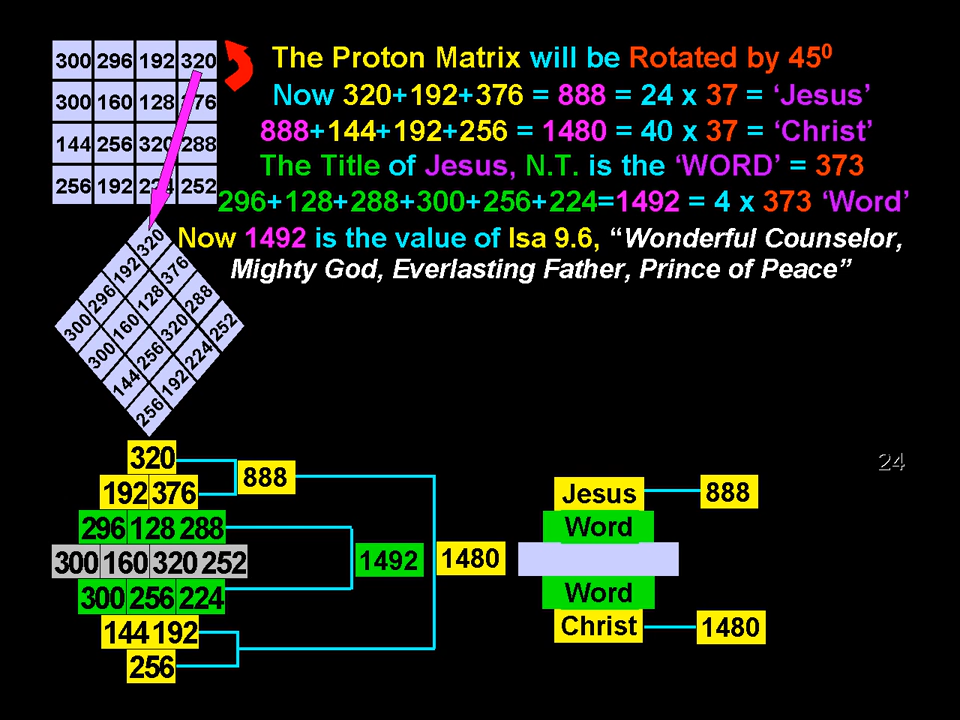 300 296 192 320
300 160 128 376
144 256 320 288
256 192 224 252
The Proton Matrix will be Rotated by 45⁰
Now 320+192+376 = 888 = 24 x 37 = ‘Jesus’
888+144+192+256 = 1480 = 40 x 37 = ‘Christ’
The Title of Jesus, N.T. is the ‘WORD’ = 373
296+128+288+300+256+224=1492 = 4 x 373 ‘Word’
Now 1492 is the value of Isa 9.6, “Wonderful Counselor,
Mighty God, Everlasting Father, Prince of Peace”
300 296 192 320
300 160 128 376
144 256 320 288
256 192 224 252
24
320
192 376
296 128 288
300 160 320 252
300 256 224
144 192
256
888
1492
1480
Jesus
Word
Word
Christ
888
1480